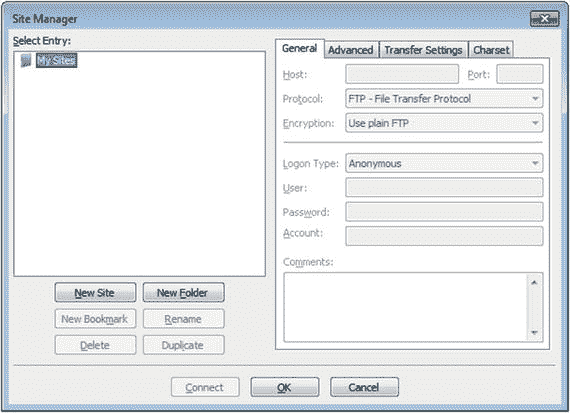 Site Manager
Select Entry:
My Sites
New Site
New Folder
New Bookmark
Rename
Delete
Duplicate
General
Advanced
Transfer Settings
Charset
Host:
Port:
Protocol:
FTP - File Transfer Protocol
Encryption:
Use plain FTP
Logon Type:
Anonymous
User:
Password:
Account:
Comments:
Connect
OK
Cancel